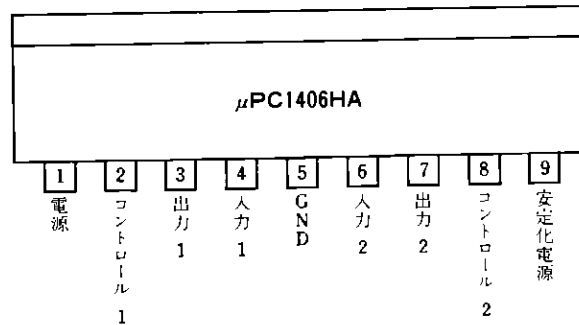 μPC1406HA
1 2 3 4 5 6 7 8 9
電源
コントロール1
出力1
入力1
GND
入力2
出力2
コントロール2
安定化電源